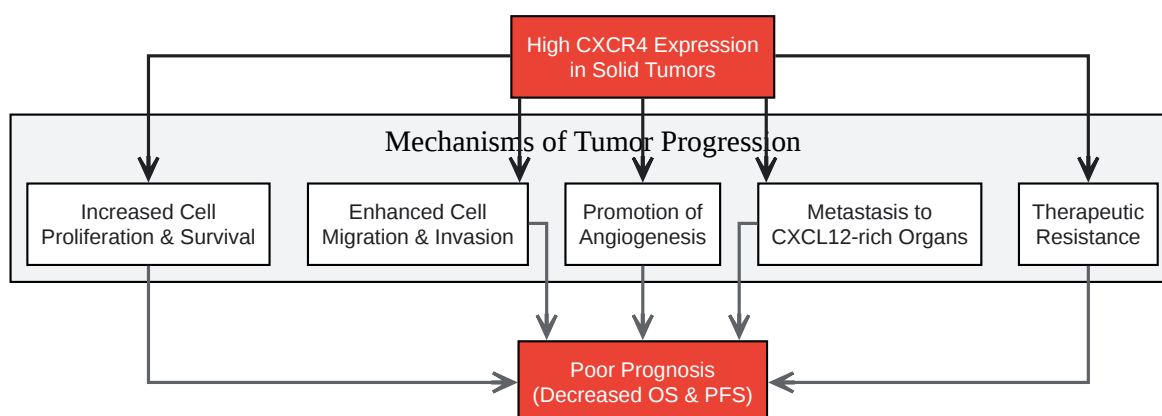 High CXCR4 Expression
in Solid Tumors
Mechanisms of Tumor Progression
Increased Cell
Proliferation & Survival
Enhanced Cell
Migration & Invasion
Promotion of
Angiogenesis
Metastasis to
CXCL12-rich Organs
Therapeutic
Resistance
Poor Prognosis
(Decreased OS & PFS)